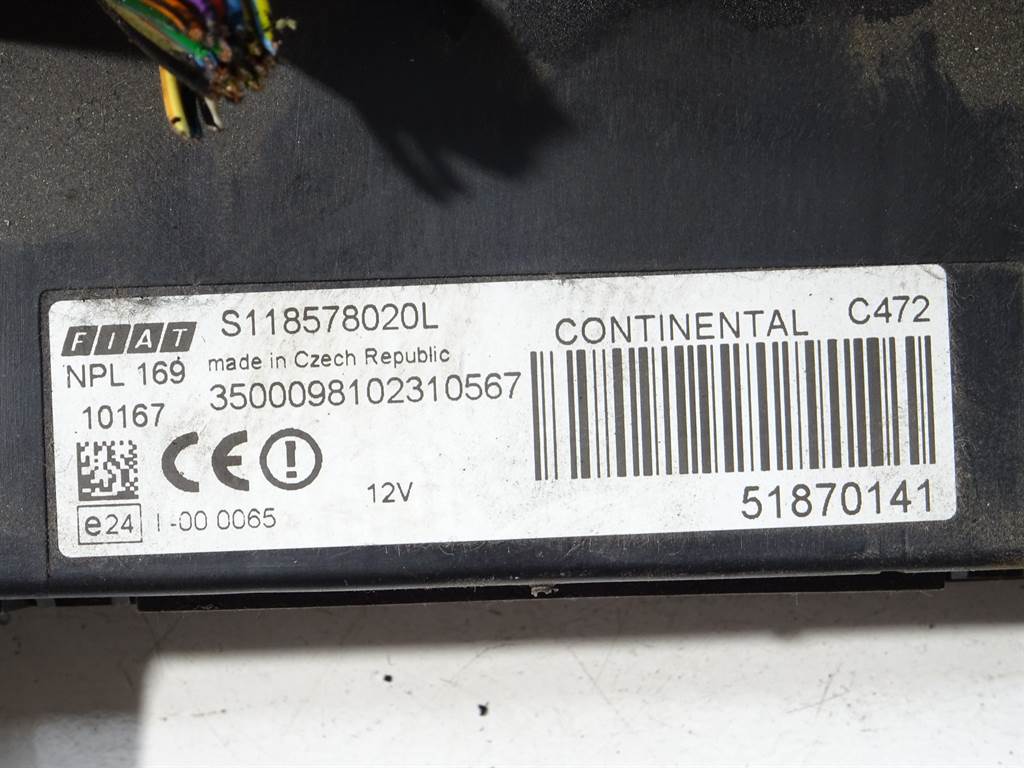 FIAT S118578020L
NPL 169 made in Czech Republic
10167 3500098102310567
CE
12V
e24 I-00 0065
CONTINENTAL C472
51870141